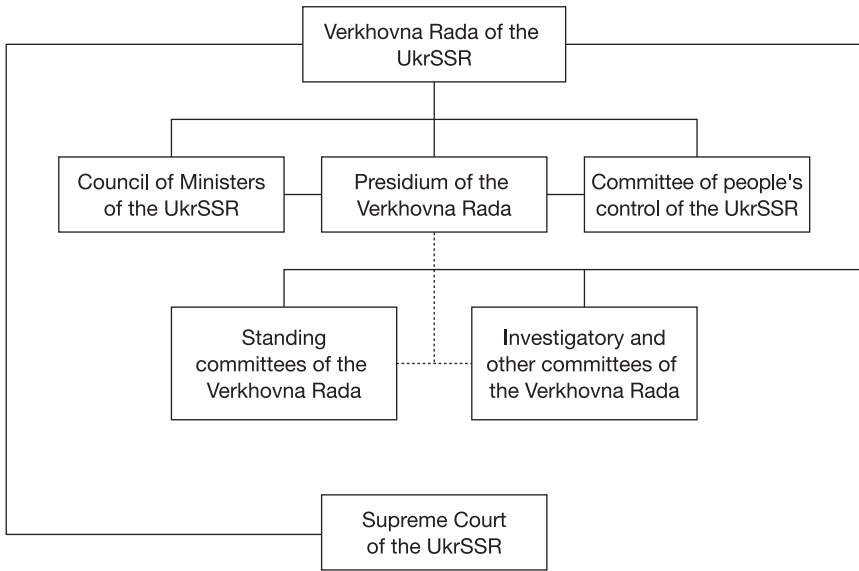 Verkhovna Rada of the
UkrSSR
Council of Ministers
of the UkrSSR
Presidium of the
Verkhovna Rada
Committee of people's
control of the UkrSSR
Standing
committees of the
Verkhovna Rada
Investigatory and
other committees of
the Verkhovna Rada
Supreme Court
of the UkrSSR